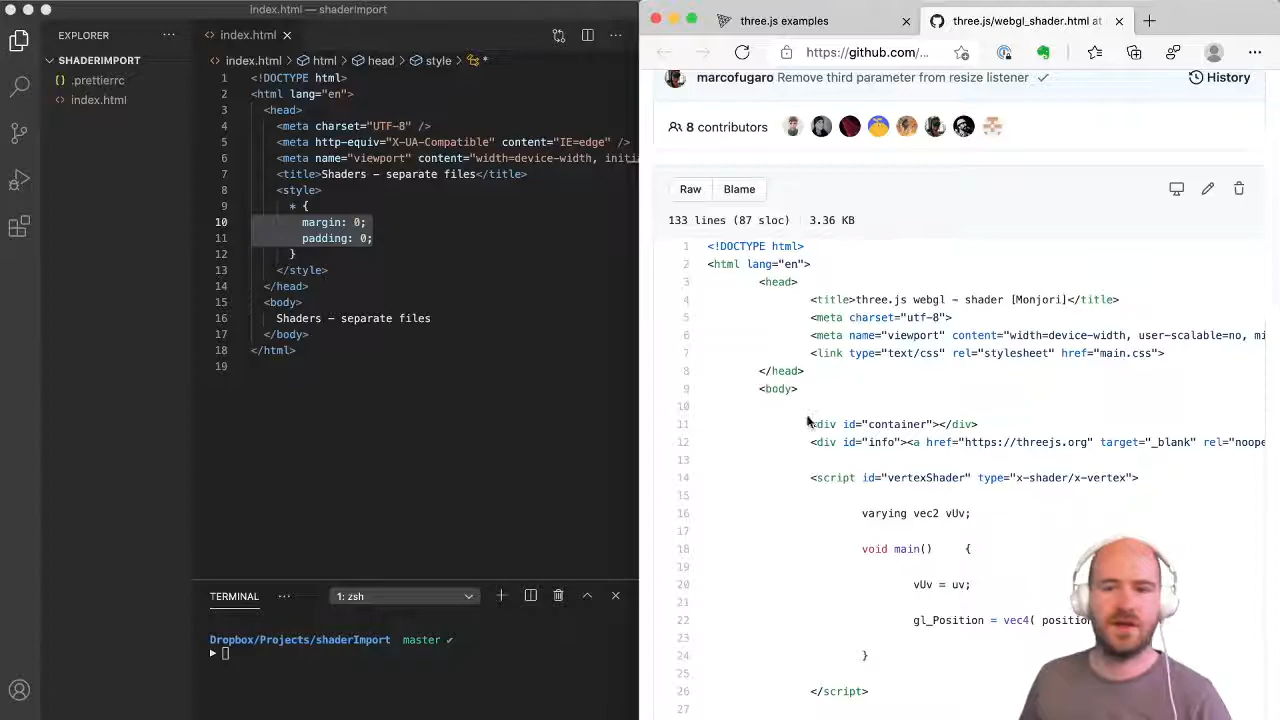 index.html — shaderImport
EXPLORER
SHADERIMPORT
.prettierrc
index.html
index.html
index.html > html > head > style > *
1 <!DOCTYPE html>
2 <html lang="en">
3 <head>
4 <meta charset="UTF-8" />
5 <meta http-equiv="X-UA-Compatible" content="IE=edge" />
6 <meta name="viewport" content="width=device-width,
7 <title>Shaders – separate files</title>
8 <style>
9 * {
10 margin: 0;
11 padding: 0;
12 }
13 </style>
14 </head>
15 <body>
16 Shaders – separate files
17 </body>
18 </html>
19
TERMINAL
1: zsh
Dropbox/Projects/shaderImport master ✔
three.js examples
three.js/webgl_shader.html at
https://github.com/...
marcofugaro Remove third parameter from resize listener
History
8 contributors
Raw
Blame
133 lines (87 sloc) 3.36 KB
1 <!DOCTYPE html>
2 <html lang="en">
3 <head>
4 <title>three.js webgl - shader [Monjori]</title>
5 <meta charset="utf-8">
6 <meta name="viewport" content="width=device-width, user-scalable=no,
7 <link type="text/css" rel="stylesheet" href="main.css">
8 </head>
9 <body>
10
11 <div id="container"></div>
12 <div id="info"><a href="https://threejs.org" target="_blank"
13
14 <script id="vertexShader" type="x-shader/x-vertex">
15
16 varying vec2 vUv;
17
18 void main() {
19
20 vUv = uv;
21
22 gl_Position = vec4(
23
24 }
25
26 </script>
27